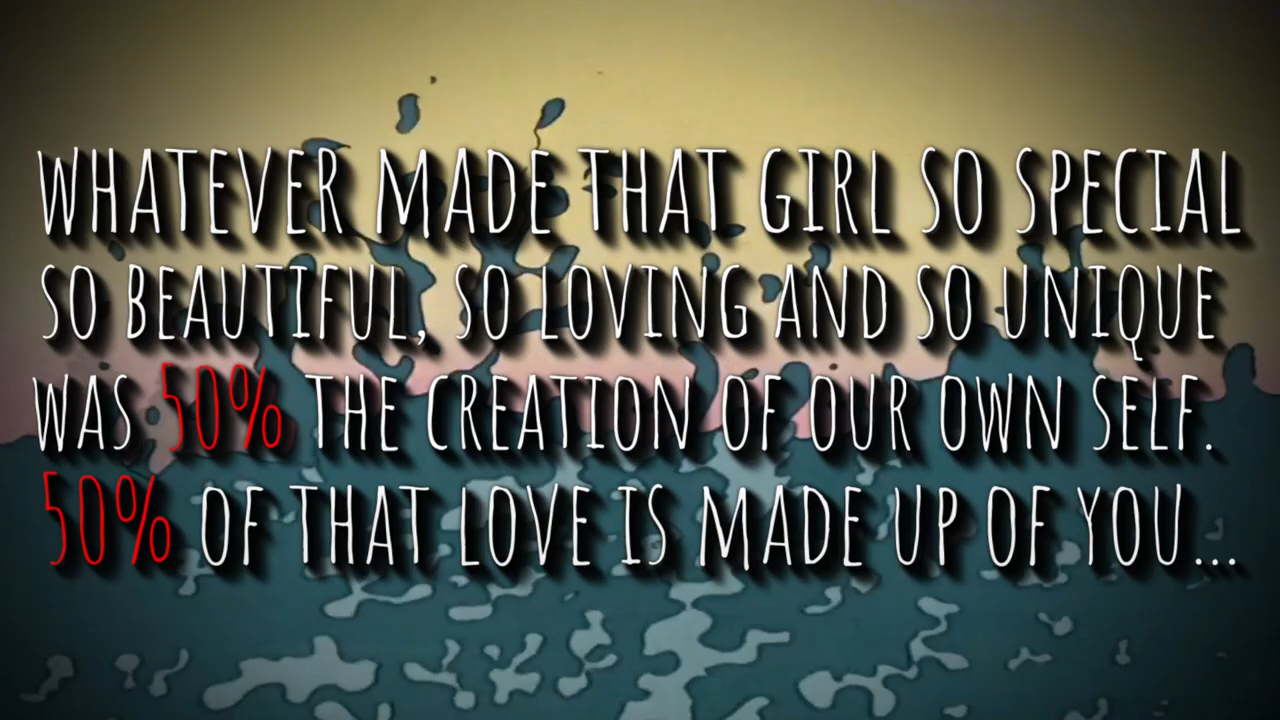 WHATEVER MADE THAT GIRL SO SPECIAL
SO BEAUTIFUL, SO LOVING AND SO UNIQUE
WAS 50% THE CREATION OF OUR OWN SELF.
50% OF THAT LOVE IS MADE UP OF YOU...